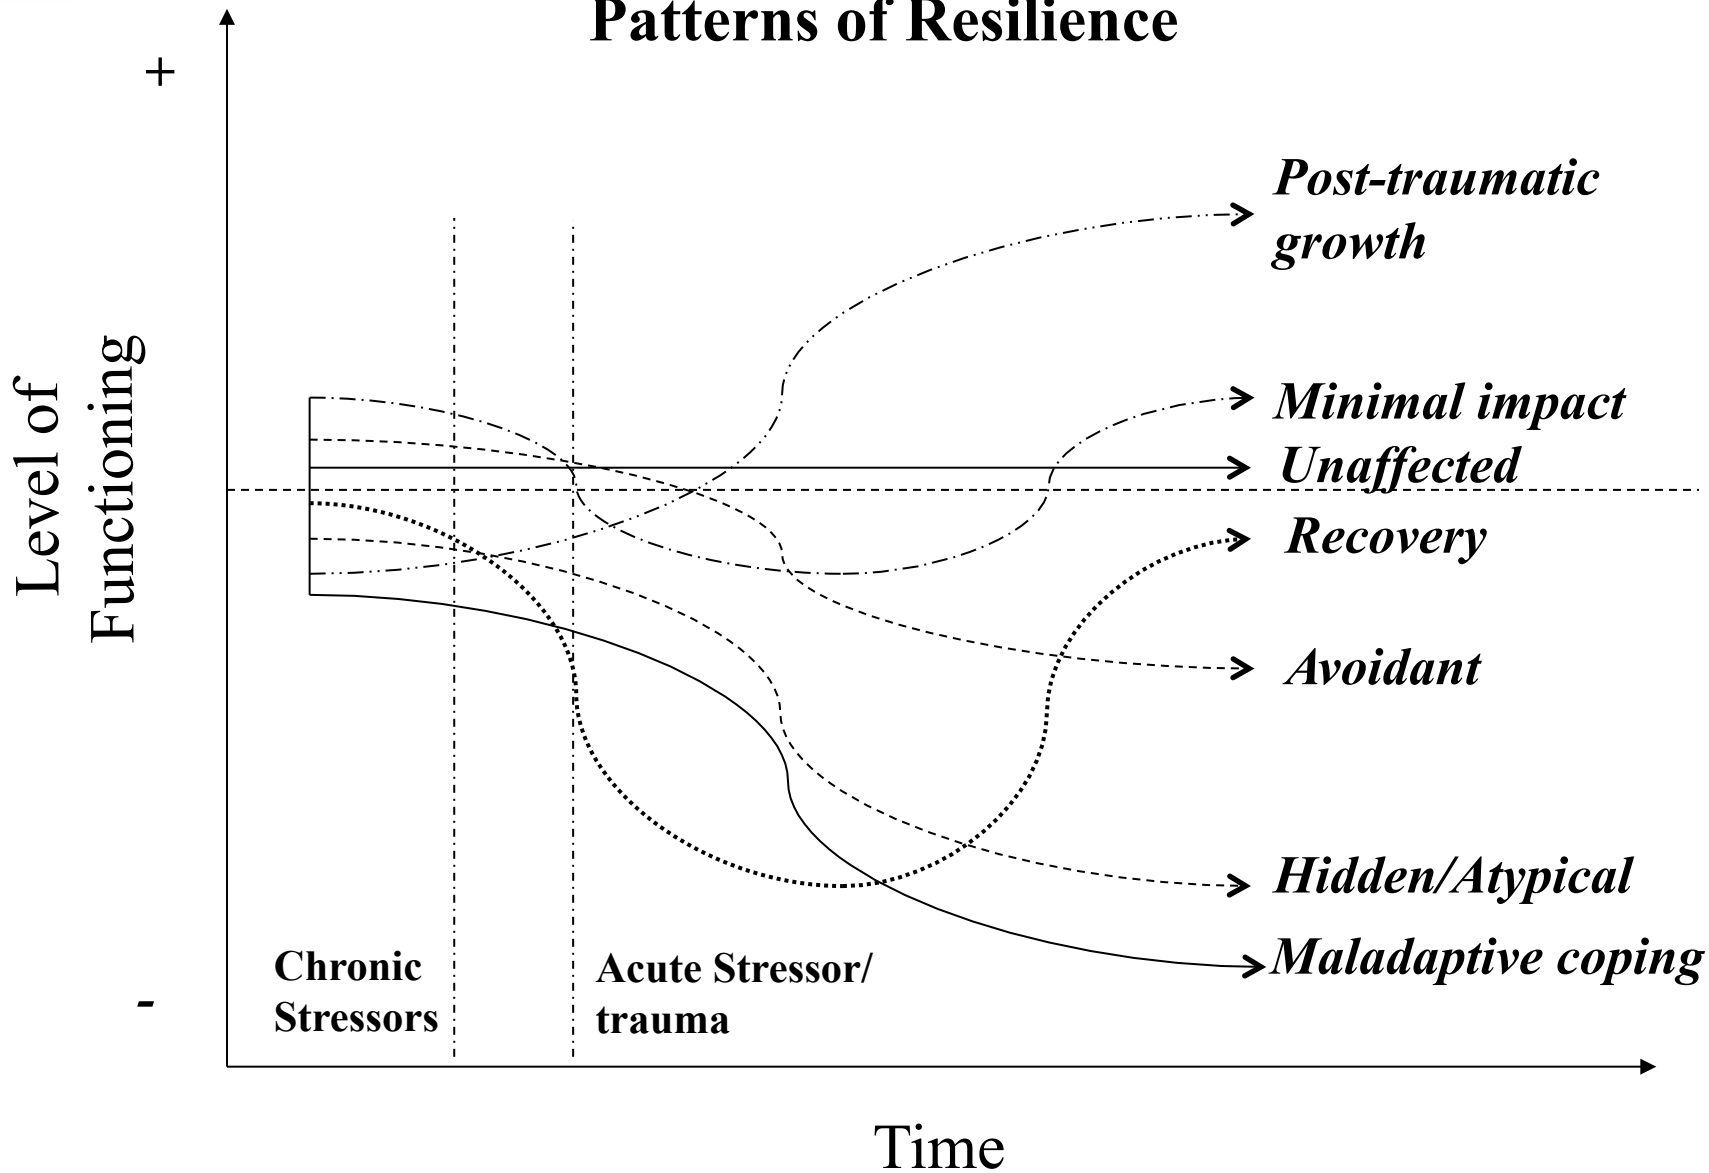 Patterns of Resilience
+
Post-traumatic
growth
Minimal impact
Unaffected
Recovery
Avoidant
Hidden/Atypical
Maladaptive coping
Level of
Functioning
Chronic
Stressors
Acute Stressor/
trauma
-
Time